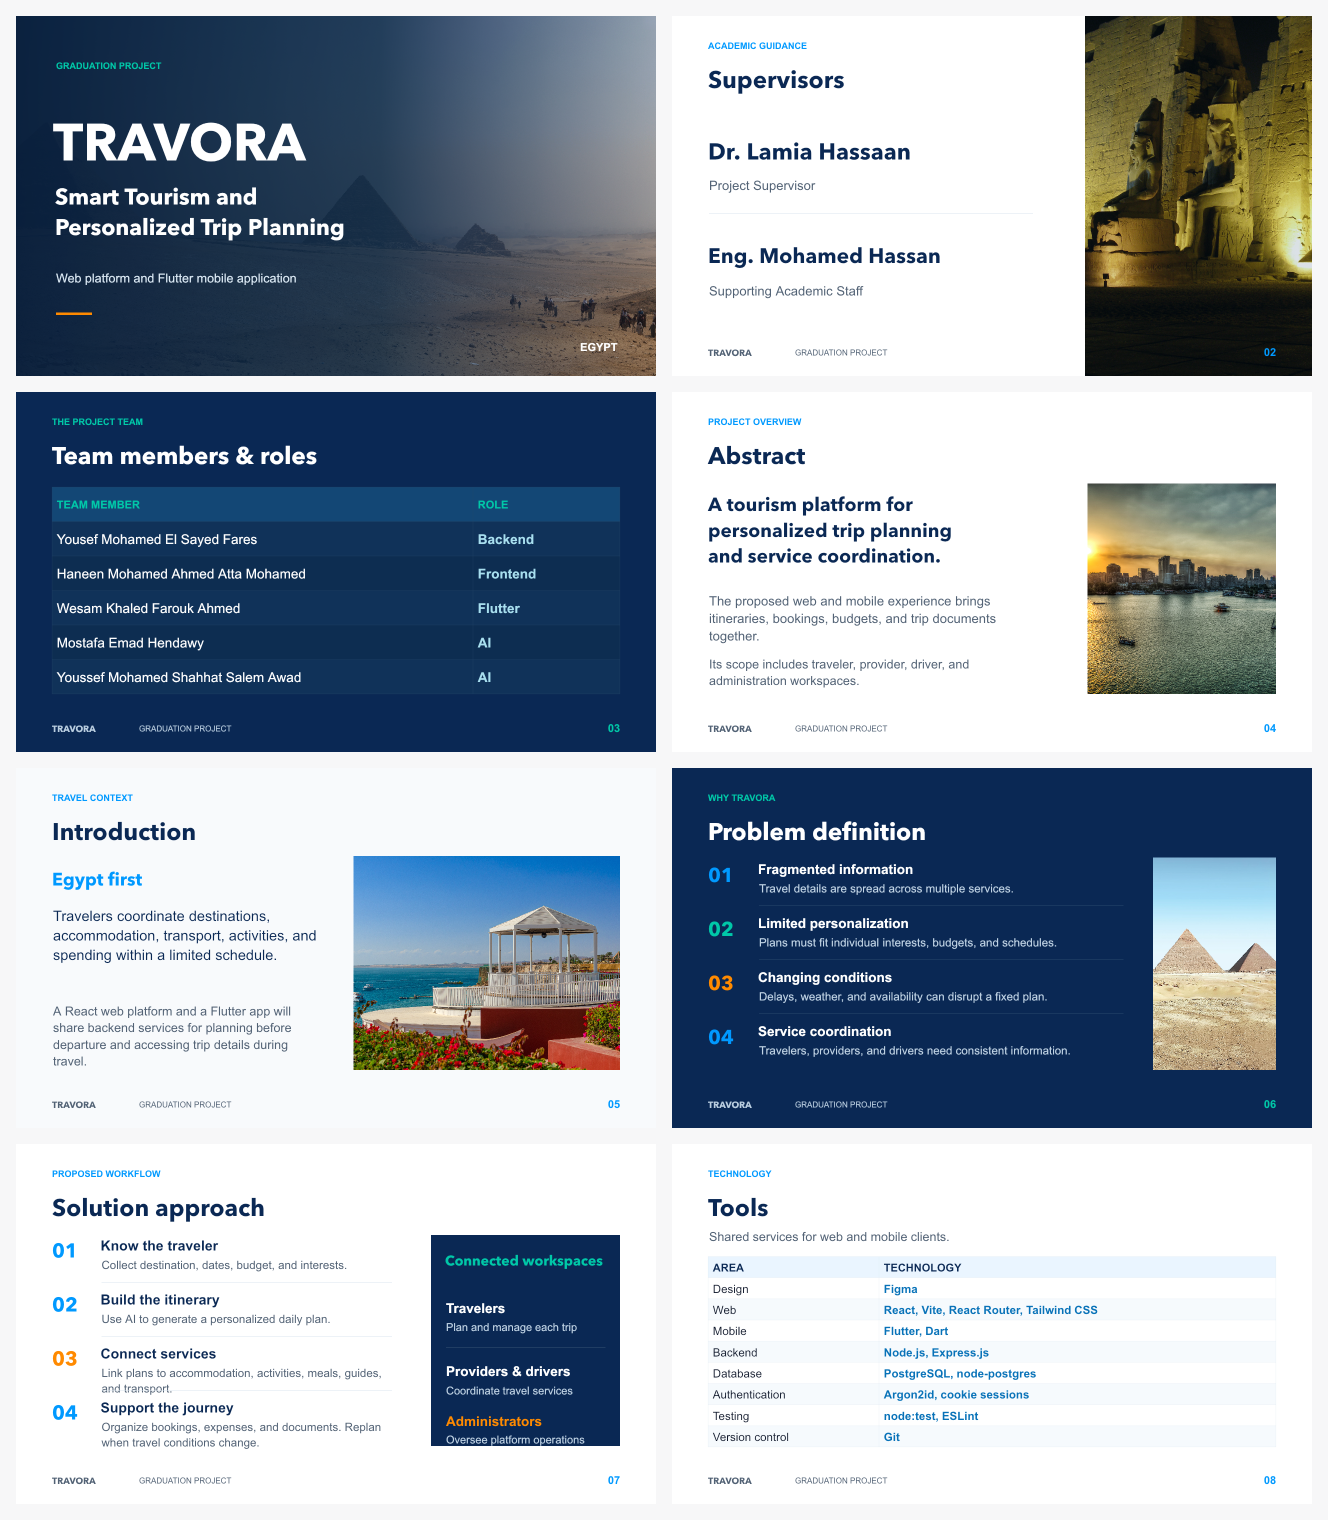 GRADUATION PROJECT
TRAVORA
Smart Tourism and
Personalized Trip Planning
Web platform and Flutter mobile application
EGYPT
ACADEMIC GUIDANCE
Supervisors
Dr. Lamia Hassaan
Project Supervisor
Eng. Mohamed Hassan
Supporting Academic Staff
TRAVORA GRADUATION PROJECT 02
THE PROJECT TEAM
Team members & roles
TEAM MEMBER ROLE
Yousef Mohamed El Sayed Fares Backend
Haneen Mohamed Ahmed Atta Mohamed Frontend
Wesam Khaled Farouk Ahmed Flutter
Mostafa Emad Hendawy AI
Youssef Mohamed Shahhat Salem Awad AI
TRAVORA GRADUATION PROJECT 03
PROJECT OVERVIEW
Abstract
A tourism platform for
personalized trip planning
and service coordination.
The proposed web and mobile experience brings
itineraries, bookings, budgets, and trip documents
together.
Its scope includes traveler, provider, driver, and
administration workspaces.
TRAVORA GRADUATION PROJECT 04
TRAVEL CONTEXT
Introduction
Egypt first
Travelers coordinate destinations,
accommodation, transport, activities, and
spending within a limited schedule.
A React web platform and a Flutter app will
share backend services for planning before
departure and accessing trip details during
travel.
TRAVORA GRADUATION PROJECT 05
WHY TRAVORA
Problem definition
01 Fragmented information
Travel details are spread across multiple services.
02 Limited personalization
Plans must fit individual interests, budgets, and schedules.
03 Changing conditions
Delays, weather, and availability can disrupt a fixed plan.
04 Service coordination
Travelers, providers, and drivers need consistent information.
TRAVORA GRADUATION PROJECT 06
PROPOSED WORKFLOW
Solution approach
01 Know the traveler
Collect destination, dates, budget, and interests.
02 Build the itinerary
Use AI to generate a personalized daily plan.
03 Connect services
Link plans to accommodation, activities, meals, guides,
and transport.
04 Support the journey
Organize bookings, expenses, and documents. Replan
when travel conditions change.
Connected workspaces
Travelers
Plan and manage each trip
Providers & drivers
Coordinate travel services
Administrators
Oversee platform operations
TRAVORA GRADUATION PROJECT 07
TECHNOLOGY
Tools
Shared services for web and mobile clients.
AREA TECHNOLOGY
Design Figma
Web React, Vite, React Router, Tailwind CSS
Mobile Flutter, Dart
Backend Node.js, Express.js
Database PostgreSQL, node-postgres
Authentication Argon2id, cookie sessions
Testing node:test, ESLint
Version control Git
TRAVORA GRADUATION PROJECT 08